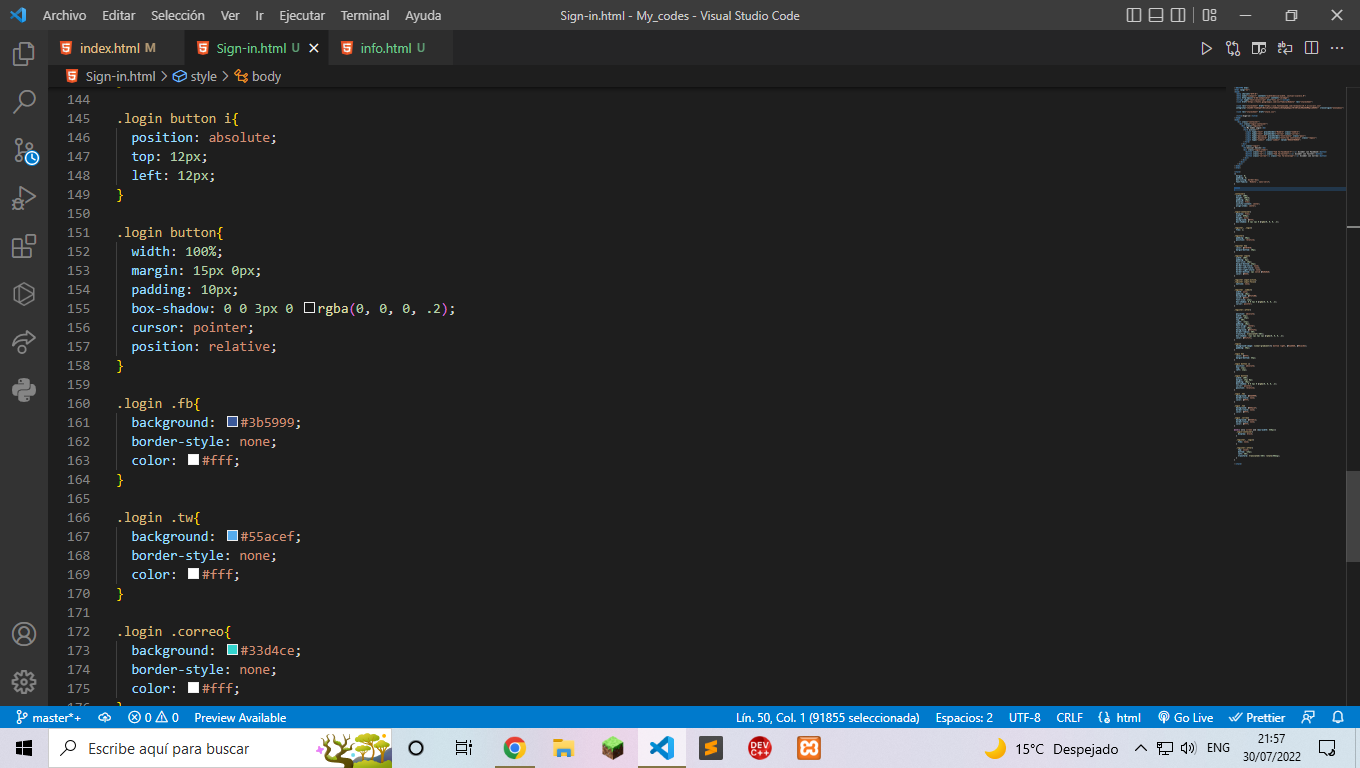 Archivo Editar Selección Ver Ir Ejecutar Terminal Ayuda Sign-in.html - My_codes - Visual Studio Code
index.html M Sign-in.html U info.html U
Sign-in.html > style > body
144
145 .login button i{
146 position: absolute;
147 top: 12px;
148 left: 12px;
149 }
150
151 .login button{
152 width: 100%;
153 margin: 15px 0px;
154 padding: 10px;
155 box-shadow: 0 0 3px 0 rgba(0, 0, 0, .2);
156 cursor: pointer;
157 position: relative;
158 }
159
160 .login .fb{
161 background: #3b5999;
162 border-style: none;
163 color: #fff;
164 }
165
166 .login .tw{
167 background: #55acef;
168 border-style: none;
169 color: #fff;
170 }
171
172 .login .correo{
173 background: #33d4ce;
174 border-style: none;
175 color: #fff;
176 }
master*+ 0 0 Preview Available Lín. 50, Col. 1 (91855 seleccionada) Espacios: 2 UTF-8 CRLF html Go Live Prettier
Escribe aquí para buscar DEV C++ 15°C Despejado ENG 21:57
30/07/2022